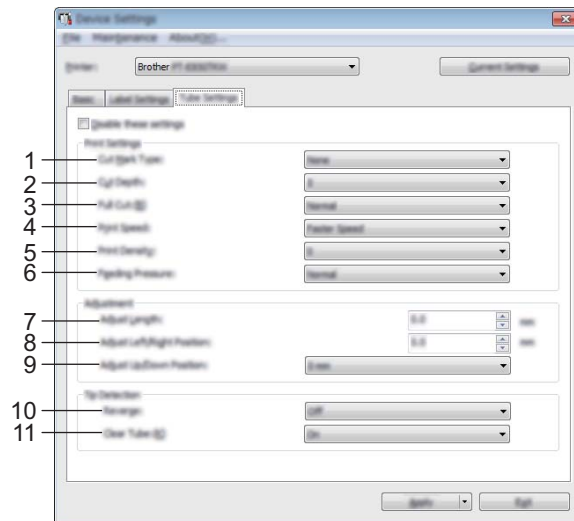 Device Settings
File Maintenance
Printer: Brother Current Settings
Basic Label Settings Tube Settings
Disable these settings
Print Settings
1 Cut Mark Type: None
2 Cut Depth: 0
3 Full Cut Normal
4 Print Speed: Faster Speed
5 Print Density: 0
6 Feeding Pressure: Normal
Adjustment
7 Adjust Length: 0.0 mm
8 Adjust Left/Right Position: mm
9 Adjust Up/Down Position: 0 mm
Tip Detection
10 Reverse: Off
11 Clear Tube On
Apply Exit